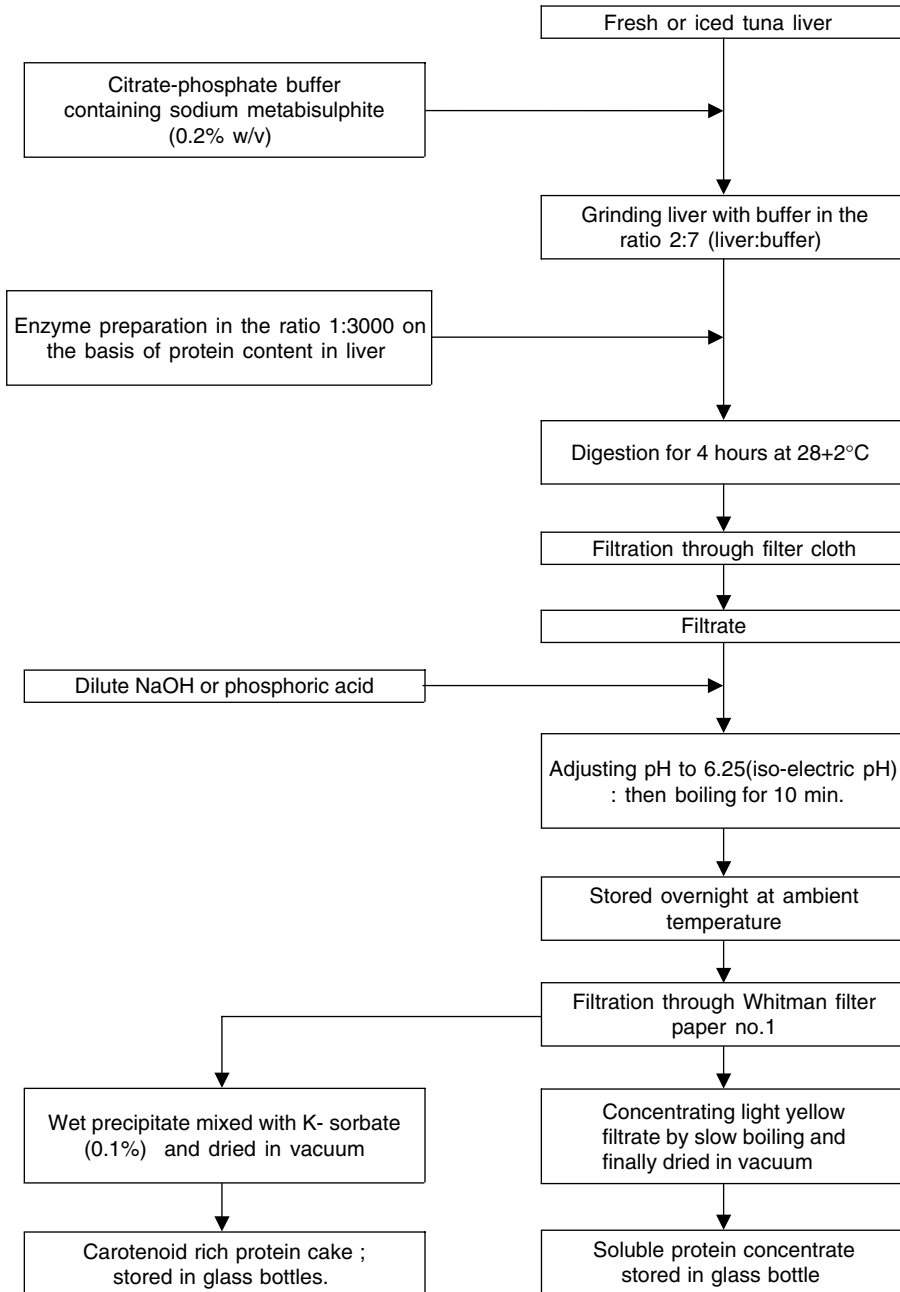 Fresh or iced tuna liver
Citrate-phosphate buffer
containing sodium metabisulphite
(0.2% w/v)
Grinding liver with buffer in the
ratio 2:7 (liver:buffer)
Enzyme preparation in the ratio 1:3000 on
the basis of protein content in liver
Digestion for 4 hours at 28+2°C
Filtration through filter cloth
Filtrate
Dilute NaOH or phosphoric acid
Adjusting pH to 6.25(iso-electric pH)
: then boiling for 10 min.
Stored overnight at ambient
temperature
Filtration through Whitman filter
paper no.1
Wet precipitate mixed with K- sorbate
(0.1%) and dried in vacuum
Concentrating light yellow
filtrate by slow boiling and
finally dried in vacuum
Carotenoid rich protein cake ;
stored in glass bottles.
Soluble protein concentrate
stored in glass bottle